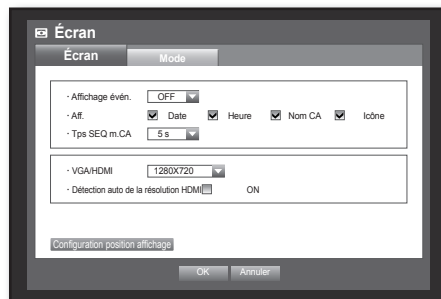 Écran
Écran Mode
· Affichage évén. OFF
· Aff. Date Heure Nom CA Icône
· Tps SEQ m.CA 5 s
· VGA/HDMI 1280X720
· Détection auto de la résolution HDMI ON
Configuration position affichage
OK Annuler